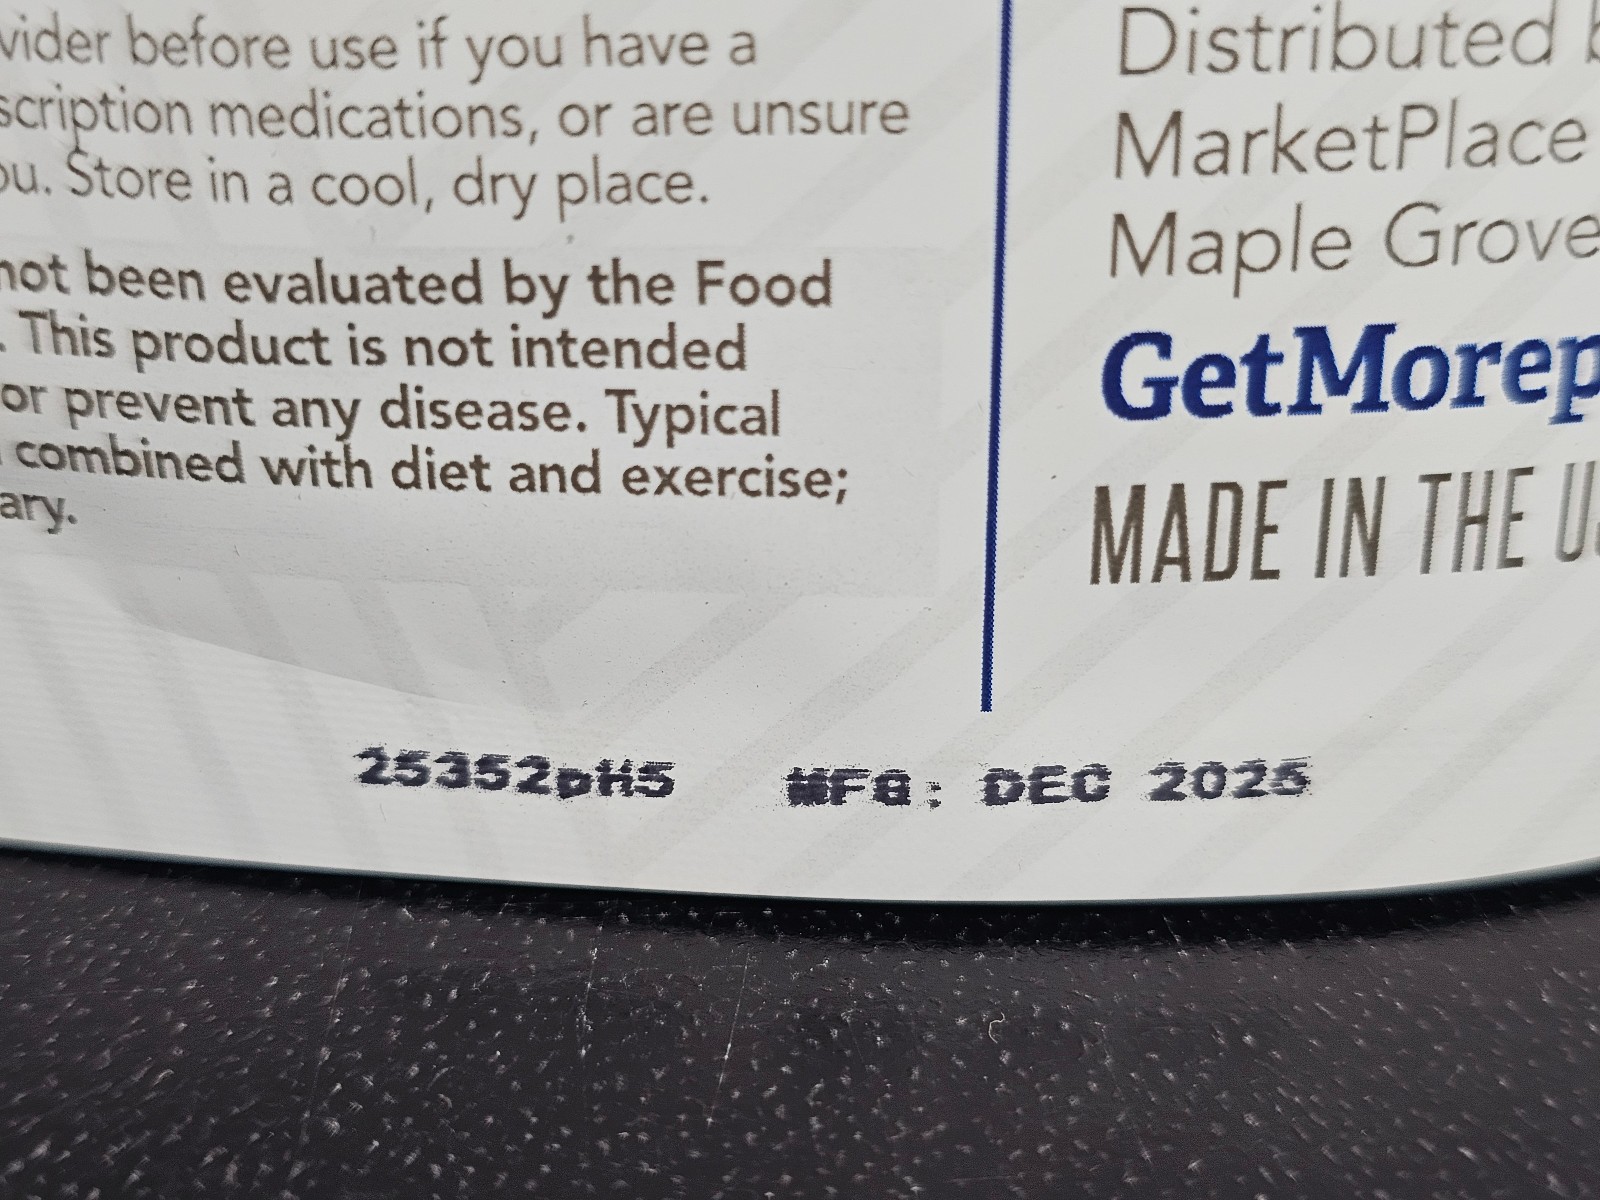 vider before use if you have a
scription medications, or are unsure
ou. Store in a cool, dry place.
not been evaluated by the Food
. This product is not intended
or prevent any disease. Typical
combined with diet and exercise;
ary.
Distributed b
MarketPlace
Maple Grove
GetMorep
MADE IN THE US
25352pH5 MFG: DEC 2025